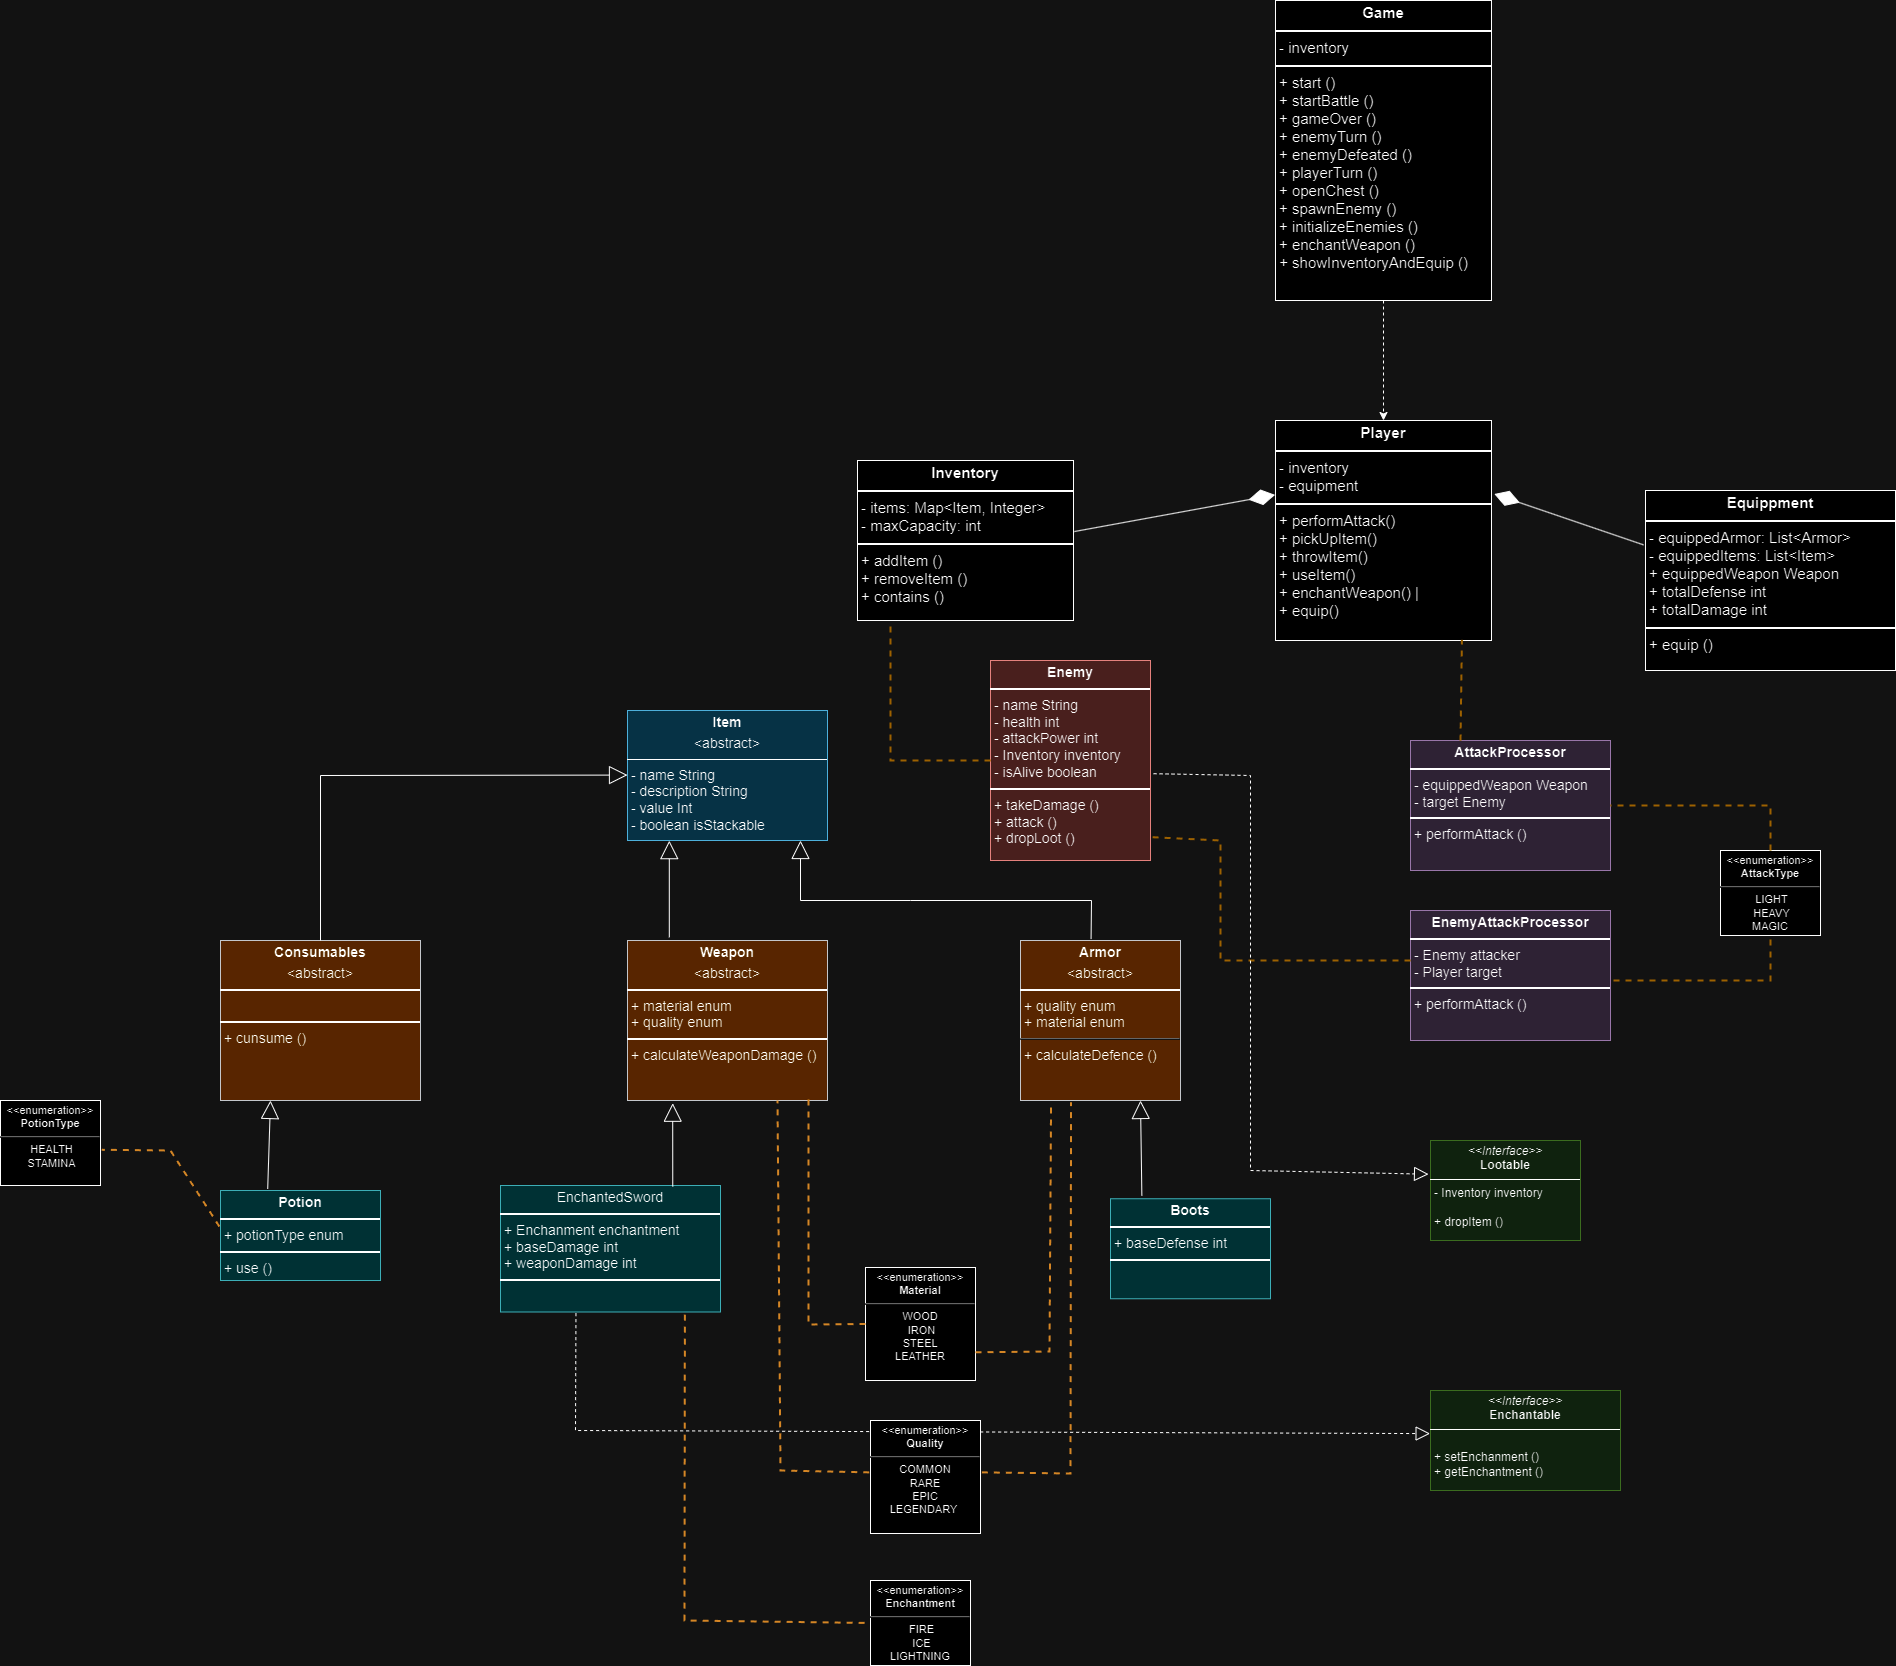 Game
- inventory
+ start ()
+ startBattle ()
+ gameOver ()
+ enemyTurn ()
+ enemyDefeated ()
+ playerTurn ()
+ openChest ()
+ spawnEnemy ()
+ initializeEnemies ()
+ enchantWeapon ()
+ showInventoryAndEquip ()
Player
- inventory
- equipment
+ performAttack()
+ pickUpItem()
+ throwItem()
+ useItem()
+ enchantWeapon() |
+ equip()
Inventory
- items: Map<Item, Integer>
- maxCapacity: int
+ addItem ()
+ removeItem ()
+ contains ()
Equippment
- equippedArmor: List<Armor>
- equippedItems: List<Item>
+ equippedWeapon Weapon
+ totalDefense int
+ totalDamage int
+ equip ()
Enemy
- name String
- health int
- attackPower int
- Inventory inventory
- isAlive boolean
+ takeDamage ()
+ attack ()
+ dropLoot ()
Item
<abstract>
- name String
- description String
- value Int
- boolean isStackable
AttackProcessor
- equippedWeapon Weapon
- target Enemy
+ performAttack ()
<<enumeration>>
AttackType
LIGHT
HEAVY
MAGIC
EnemyAttackProcessor
- Enemy attacker
- Player target
+ performAttack ()
Consumables
<abstract>
+ cunsume ()
Weapon
<abstract>
+ material enum
+ quality enum
+ calculateWeaponDamage ()
Armor
<abstract>
+ quality enum
+ material enum
+ calculateDefence ()
<<enumeration>>
PotionType
HEALTH
STAMINA
Potion
+ potionType enum
+ use ()
EnchantedSword
+ Enchanment enchantment
+ baseDamage int
+ weaponDamage int
Boots
+ baseDefense int
<<Interface>>
Lootable
- Inventory inventory
+ dropItem ()
<<enumeration>>
Material
WOOD
IRON
STEEL
LEATHER
<<Interface>>
Enchantable
+ setEnchanment ()
+ getEnchantment ()
<<enumeration>>
Quality
COMMON
RARE
EPIC
LEGENDARY
<<enumeration>>
Enchantment
FIRE
ICE
LIGHTNING